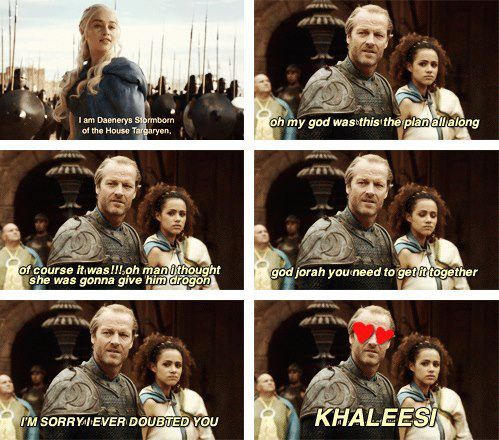 I am Daenerys Stormborn
of the House Targaryen,
oh my god was this the plan all along
of course it was!!! oh man i thought
she was gonna give him drogon
god jorah you need to get it together
I'M SORRY I EVER DOUBTED YOU
KHALEESI